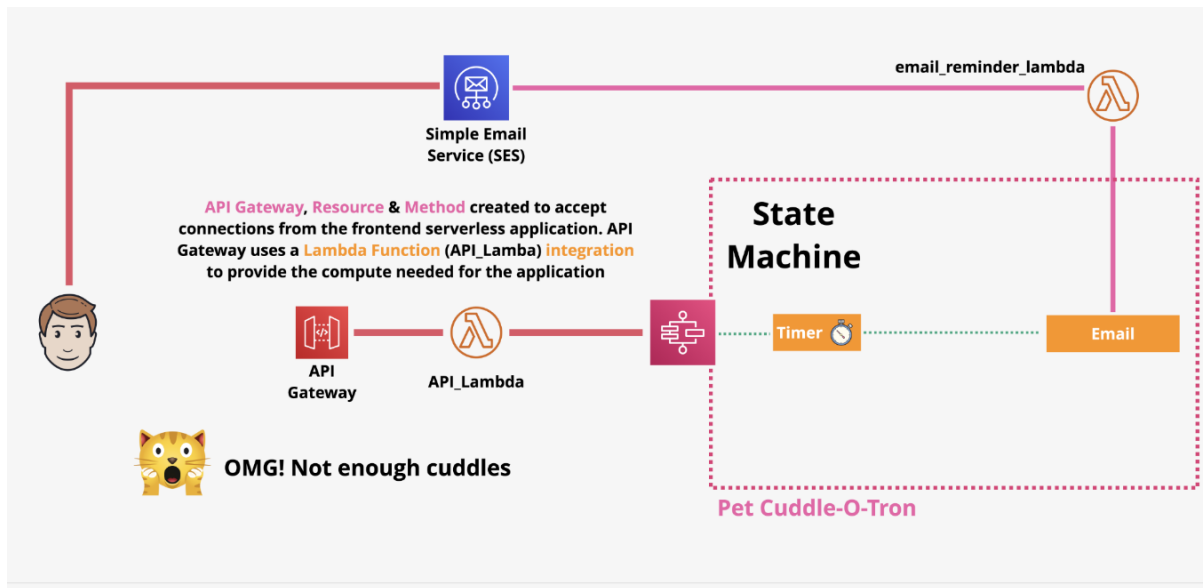 email_reminder_lambda
Simple Email
Service (SES)
API Gateway, Resource & Method created to accept
connections from the frontend serverless application. API
Gateway uses a Lambda Function (API_Lamba) integration
to provide the compute needed for the application
State
Machine
API
Gateway
API_Lambda
Timer
Email
OMG! Not enough cuddles
Pet Cuddle-O-Tron